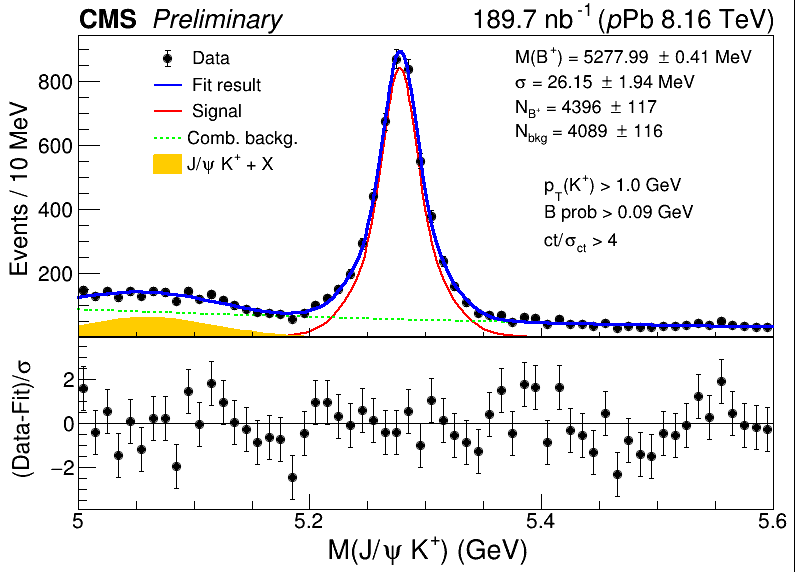 CMS Preliminary 189.7 nb⁻¹ (pPb 8.16 TeV)
Data
Fit result
Signal
Comb. backg.
J/ψ K⁺ + X
M(B⁺) = 5277.99 ± 0.41 MeV
σ = 26.15 ± 1.94 MeV
N_B⁺ = 4396 ± 117
N_bkg = 4089 ± 116
p_T(K⁺) > 1.0 GeV
B prob > 0.09 GeV
ct/σ_ct > 4
Events / 10 MeV
800
600
400
200
(Data-Fit)/σ
2
0
−2
5 5.2 5.4 5.6
M(J/ψ K⁺) (GeV)